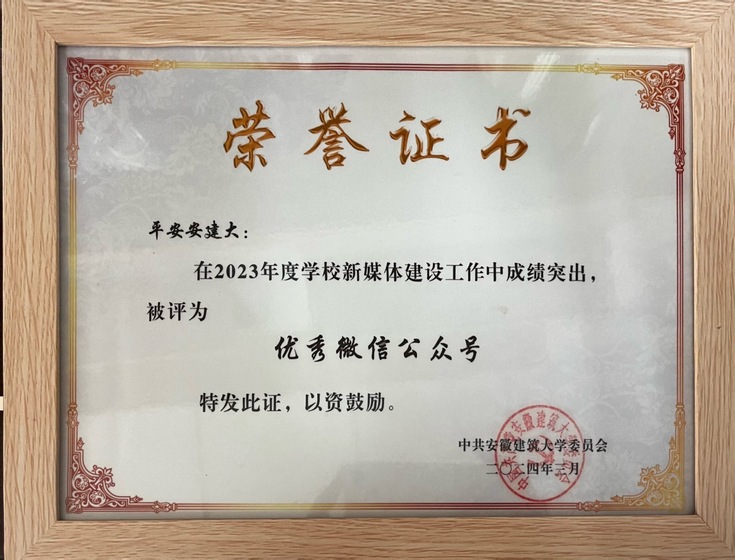 荣誉证书
平安安建大：
在2023年度学校新媒体建设工作中成绩突出，
被评为
优秀微信公众号
特发此证，以资鼓励。
中共安徽建筑大学委员会
二〇二四年三月